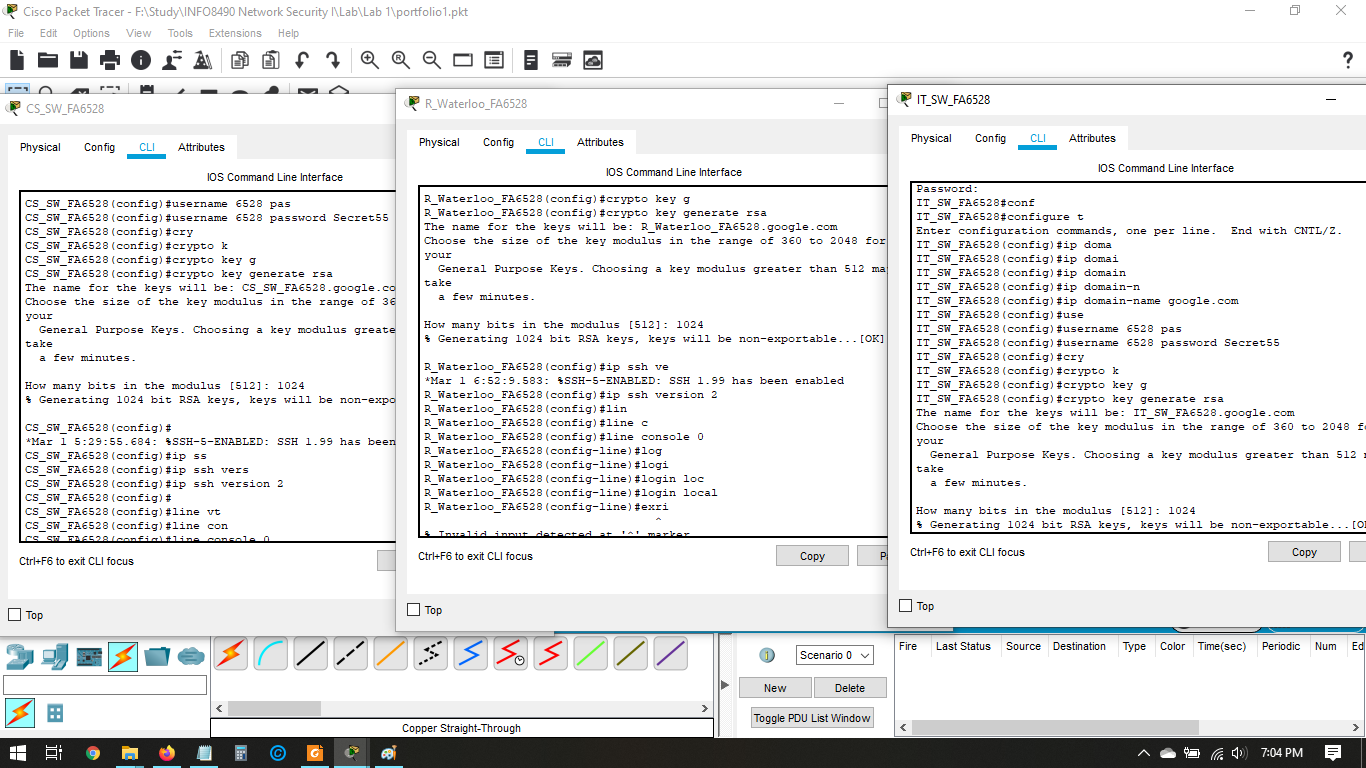 Cisco Packet Tracer - F:\Study\INFO8490 Network Security I\Lab\Lab 1\portfolio1.pkt
File Edit Options View Tools Extensions Help
CS_SW_FA6528
Physical Config CLI Attributes
IOS Command Line Interface
CS_SW_FA6528(config)#username 6528 pas
CS_SW_FA6528(config)#username 6528 password Secret55
CS_SW_FA6528(config)#cry
CS_SW_FA6528(config)#crypto k
CS_SW_FA6528(config)#crypto key g
CS_SW_FA6528(config)#crypto key generate rsa
The name for the keys will be: CS_SW_FA6528.google.co
Choose the size of the key modulus in the range of 36
your
General Purpose Keys. Choosing a key modulus greate
take
a few minutes.
How many bits in the modulus [512]: 1024
% Generating 1024 bit RSA keys, keys will be non-expo
CS_SW_FA6528(config)#
*Mar 1 5:29:55.684: %SSH-5-ENABLED: SSH 1.99 has been
CS_SW_FA6528(config)#ip ss
CS_SW_FA6528(config)#ip ssh vers
CS_SW_FA6528(config)#ip ssh version 2
CS_SW_FA6528(config)#
CS_SW_FA6528(config)#line vt
CS_SW_FA6528(config)#line con
CS_SW_FA6528(config)#line console 0
Ctrl+F6 to exit CLI focus
Top
R_Waterloo_FA6528
Physical Config CLI Attributes
IOS Command Line Interface
R_Waterloo_FA6528(config)#crypto key g
R_Waterloo_FA6528(config)#crypto key generate rsa
The name for the keys will be: R_Waterloo_FA6528.google.com
Choose the size of the key modulus in the range of 360 to 2048 for
your
General Purpose Keys. Choosing a key modulus greater than 512 ma
take
a few minutes.
How many bits in the modulus [512]: 1024
% Generating 1024 bit RSA keys, keys will be non-exportable...[OK]
R_Waterloo_FA6528(config)#ip ssh ve
*Mar 1 6:52:9.583: %SSH-5-ENABLED: SSH 1.99 has been enabled
R_Waterloo_FA6528(config)#ip ssh version 2
R_Waterloo_FA6528(config)#lin
R_Waterloo_FA6528(config)#line c
R_Waterloo_FA6528(config)#line console 0
R_Waterloo_FA6528(config-line)#log
R_Waterloo_FA6528(config-line)#logi
R_Waterloo_FA6528(config-line)#login loc
R_Waterloo_FA6528(config-line)#login local
R_Waterloo_FA6528(config-line)#exri
^
% Invalid input detected at '^' marker
Ctrl+F6 to exit CLI focus
Copy P
Top
IT_SW_FA6528
Physical Config CLI Attributes
IOS Command Line Interface
Password:
IT_SW_FA6528#conf
IT_SW_FA6528#configure t
Enter configuration commands, one per line. End with CNTL/Z.
IT_SW_FA6528(config)#ip doma
IT_SW_FA6528(config)#ip domai
IT_SW_FA6528(config)#ip domain
IT_SW_FA6528(config)#ip domain-n
IT_SW_FA6528(config)#ip domain-name google.com
IT_SW_FA6528(config)#use
IT_SW_FA6528(config)#username 6528 pas
IT_SW_FA6528(config)#username 6528 password Secret55
IT_SW_FA6528(config)#cry
IT_SW_FA6528(config)#crypto k
IT_SW_FA6528(config)#crypto key g
IT_SW_FA6528(config)#crypto key generate rsa
The name for the keys will be: IT_SW_FA6528.google.com
Choose the size of the key modulus in the range of 360 to 2048 f
your
General Purpose Keys. Choosing a key modulus greater than 512
take
a few minutes.
How many bits in the modulus [512]: 1024
% Generating 1024 bit RSA keys, keys will be non-exportable...[O
Ctrl+F6 to exit CLI focus
Copy
Top
Copper Straight-Through
Scenario 0
New Delete
Toggle PDU List Window
Fire Last Status Source Destination Type Color Time(sec) Periodic Num Ed
7:04 PM